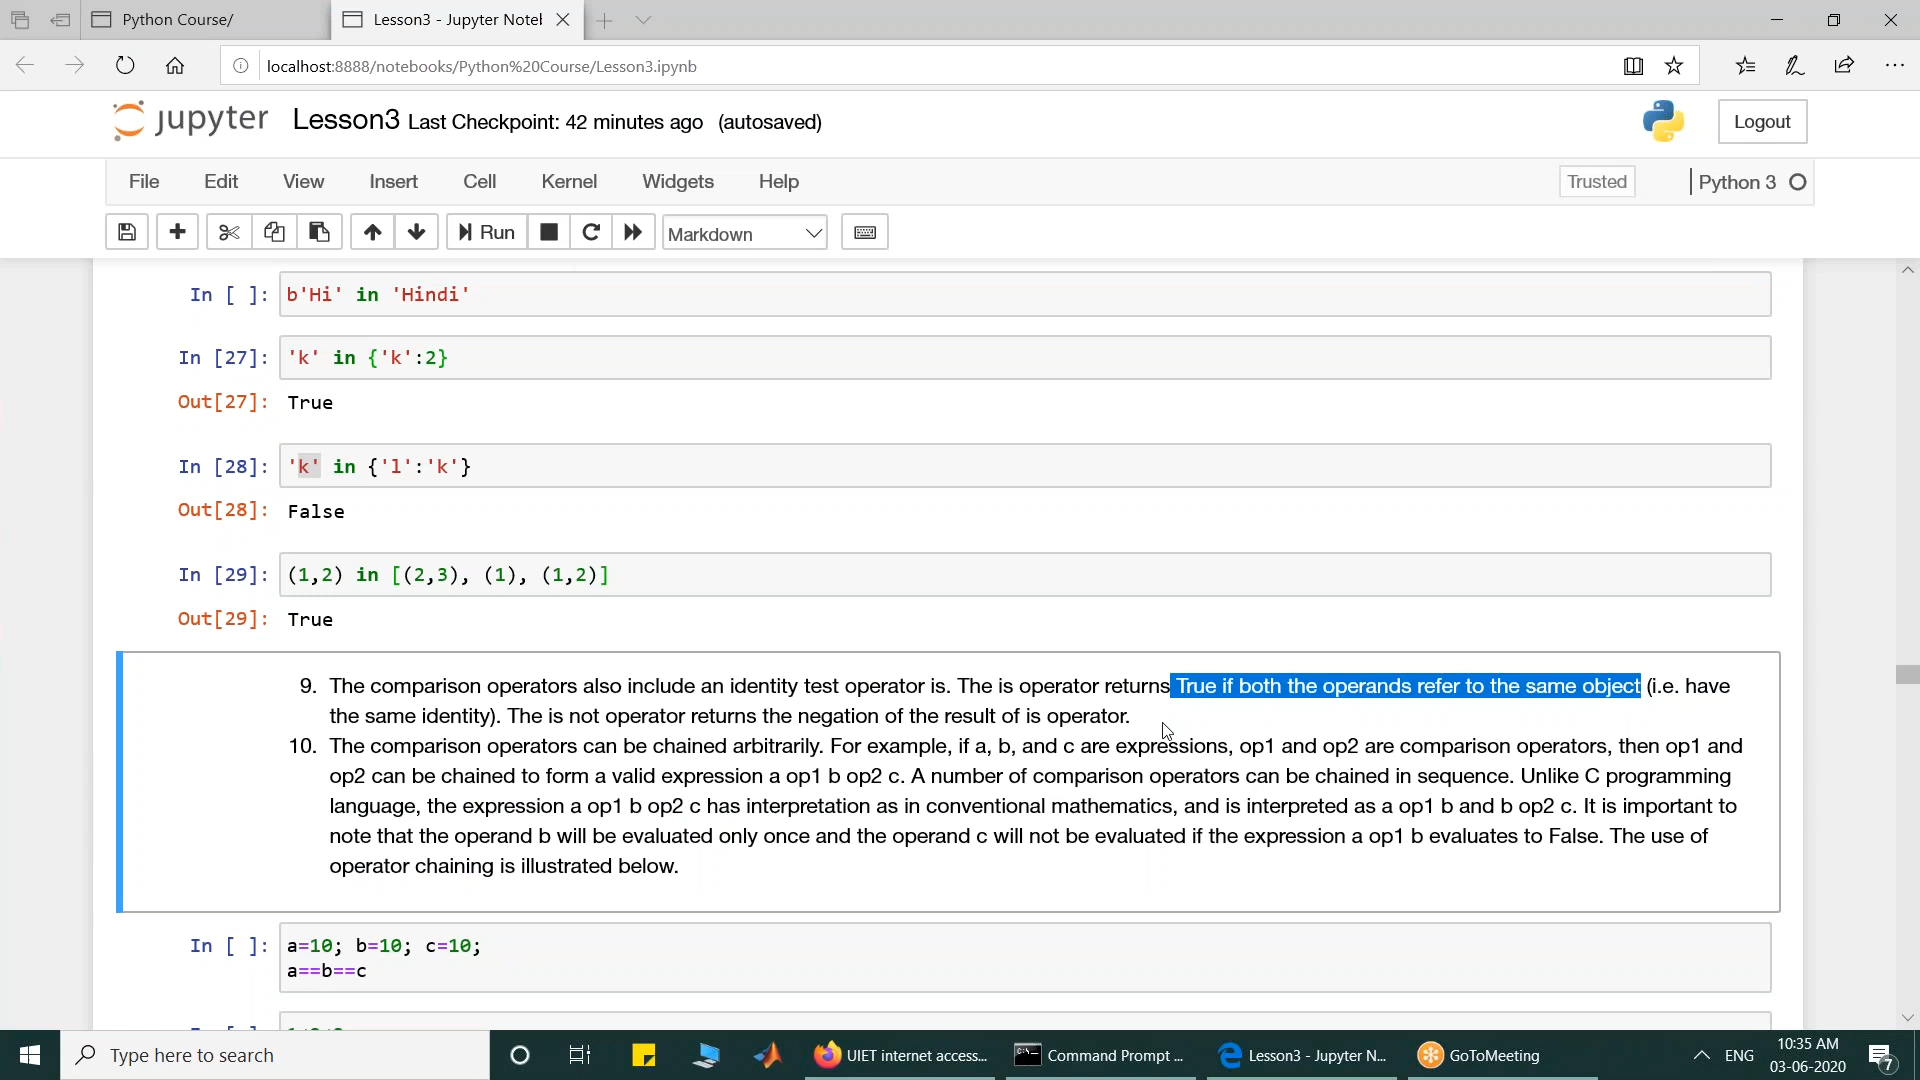 Python Course/
Lesson3 - Jupyter Notel
localhost:8888/notebooks/Python%20Course/Lesson3.ipynb
jupyter Lesson3 Last Checkpoint: 42 minutes ago (autosaved)
Logout
File Edit View Insert Cell Kernel Widgets Help
Trusted Python 3
Run Markdown
In [ ]: b'Hi' in 'Hindi'
In [27]: 'k' in {'k':2}
Out[27]: True
In [28]: 'k' in {'l':'k'}
Out[28]: False
In [29]: (1,2) in [(2,3), (1), (1,2)]
Out[29]: True
9. The comparison operators also include an identity test operator is. The is operator returns True if both the operands refer to the same object (i.e. have
the same identity). The is not operator returns the negation of the result of is operator.
10. The comparison operators can be chained arbitrarily. For example, if a, b, and c are expressions, op1 and op2 are comparison operators, then op1 and
op2 can be chained to form a valid expression a op1 b op2 c. A number of comparison operators can be chained in sequence. Unlike C programming
language, the expression a op1 b op2 c has interpretation as in conventional mathematics, and is interpreted as a op1 b and b op2 c. It is important to
note that the operand b will be evaluated only once and the operand c will not be evaluated if the expression a op1 b evaluates to False. The use of
operator chaining is illustrated below.
In [ ]: a=10; b=10; c=10;
a==b==c
Type here to search
UIET internet access...
Command Prompt ...
Lesson3 - Jupyter N...
GoToMeeting
ENG
10:35 AM
03-06-2020
7